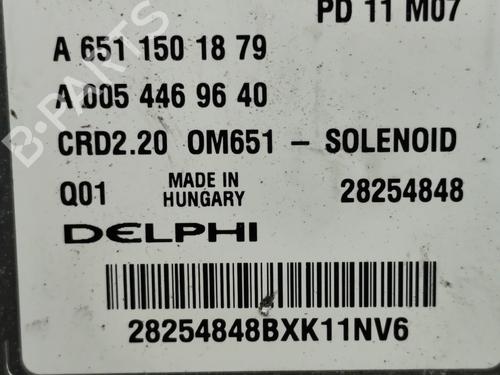 PD 11 M07
A 651 150 18 79
A 005 446 96 40
CRD2.20 OM651 – SOLENOID
Q01 MADE IN HUNGARY 28254848
DELPHI
28254848BXK11NV6
B-PARTS